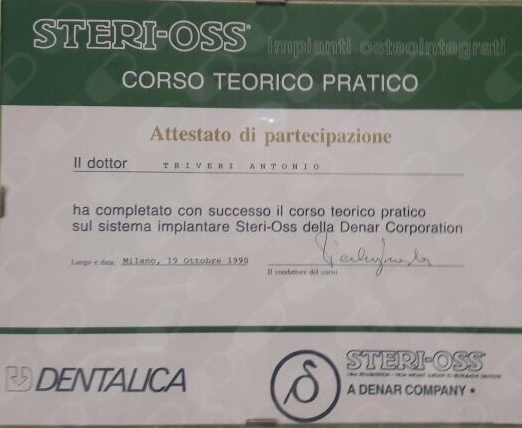 STERI-OSS® impianti osteointegrati
CORSO TEORICO PRATICO
Attestato di partecipazione
Il dottor TRIVERI ANTONIO
ha completato con successo il corso teorico pratico
sul sistema implantare Steri-Oss della Denar Corporation
Luogo e data: Milano, 19 Ottobre 1990
Il conduttore del corso
DENTALICA
STERI-OSS
A DENAR COMPANY •